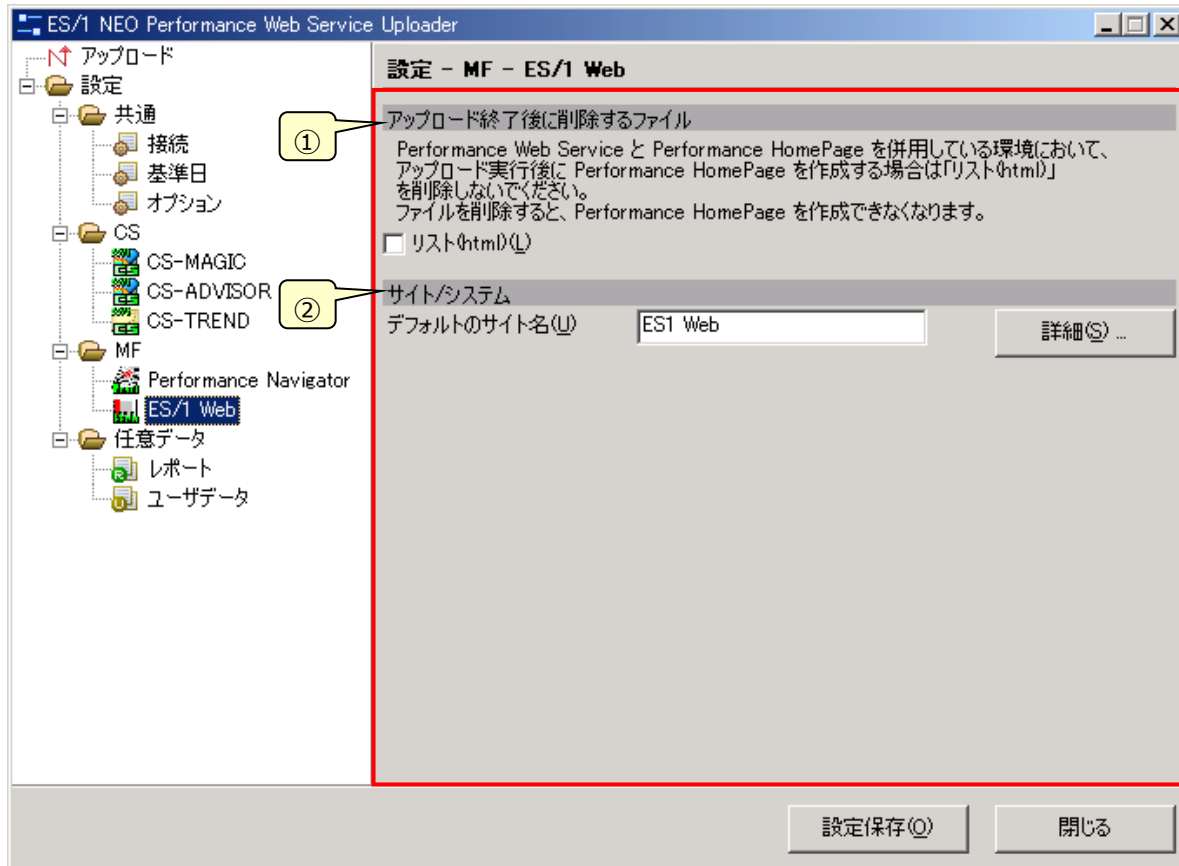 ES/1 NEO Performance Web Service Uploader
アップロード
設定
共通
接続
基準日
オプション
CS
CS-MAGIC
CS-ADVISOR
CS-TREND
MF
Performance Navigator
ES/1 Web
任意データ
レポート
ユーザデータ
設定 - MF - ES/1 Web
①
アップロード終了後に削除するファイル
Performance Web Service と Performance HomePage を併用している環境において、
アップロード実行後に Performance HomePage を作成する場合は「リスト(html)」
を削除しないでください。
ファイルを削除すると、Performance HomePage を作成できなくなります。
リスト(html)(L)
②
サイト/システム
デフォルトのサイト名(U)
ES1 Web
詳細(S) ...
設定保存(O)
閉じる